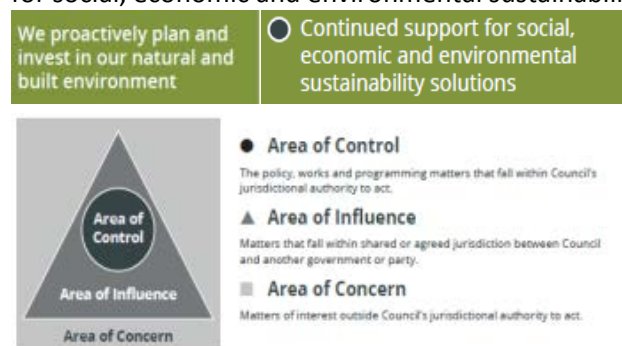 for social, economic and environmental sustainabili
We proactively plan and
invest in our natural and
built environment
Continued support for social,
economic and environmental
sustainability solutions
Area of
Control
Area of Influence
Area of Concern
Area of Control
The policy, works and programming matters that fall within Council's
jurisdictional authority to act.
Area of Influence
Matters that fall within shared or agreed jurisdiction between Council
and another government or party.
Area of Concern
Matters of interest outside Council's jurisdictional authority to act.